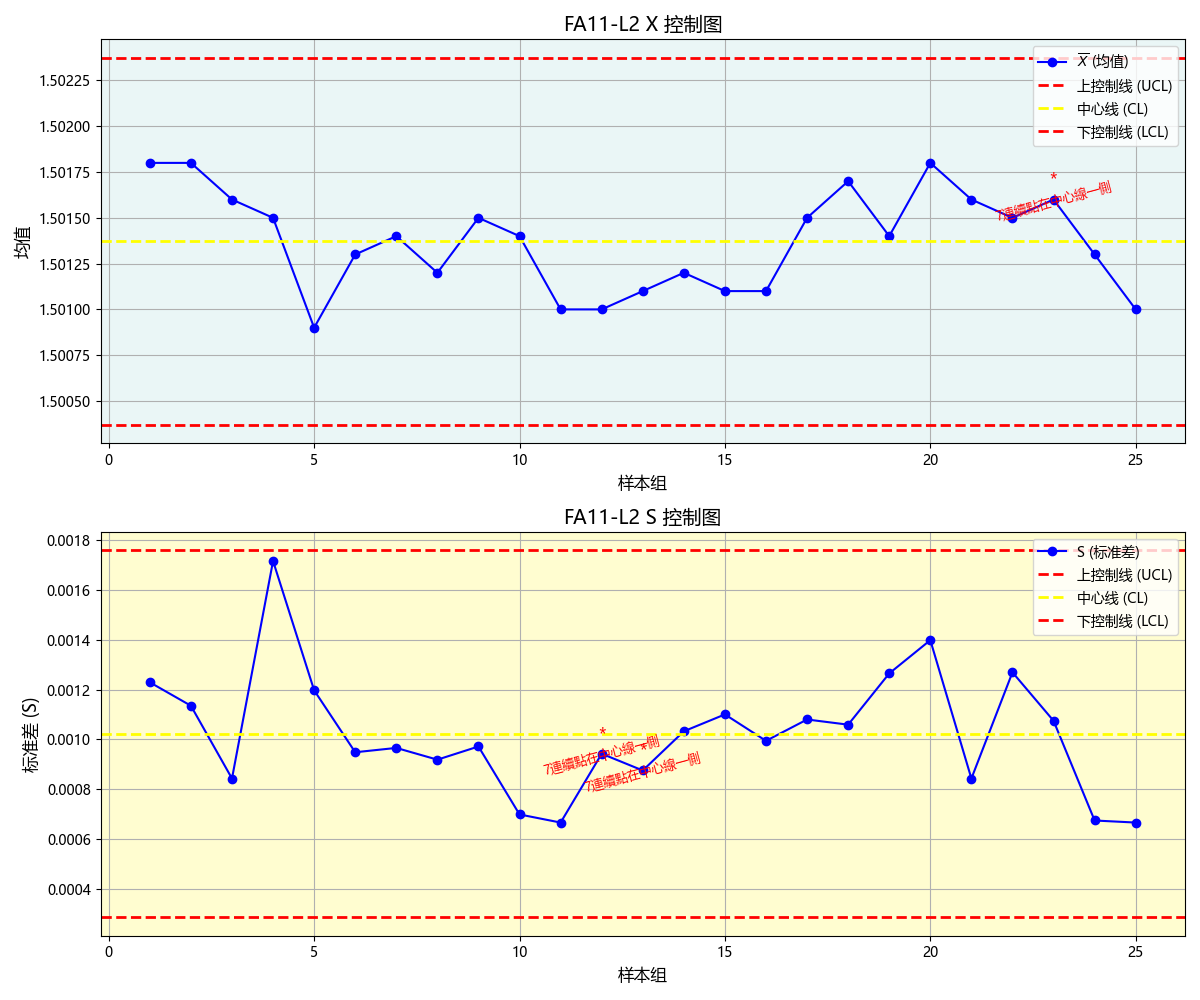 FA11-L2 X 控制图
X (均值)
上控制线 (UCL)
中心线 (CL)
下控制线 (LCL)
1.50225
1.50200
1.50175
1.50150
1.50125
1.50100
1.50075
1.50050
均值
*
7連續點在中心線一側
0
5
10
15
20
25
样本组
FA11-L2 S 控制图
S (标准差)
上控制线 (UCL)
中心线 (CL)
下控制线 (LCL)
0.0018
0.0016
0.0014
0.0012
0.0010
0.0008
0.0006
0.0004
标准差 (S)
*
7連續點在中心線一側
*
7連續點在中心線一側
0
5
10
15
20
25
样本组